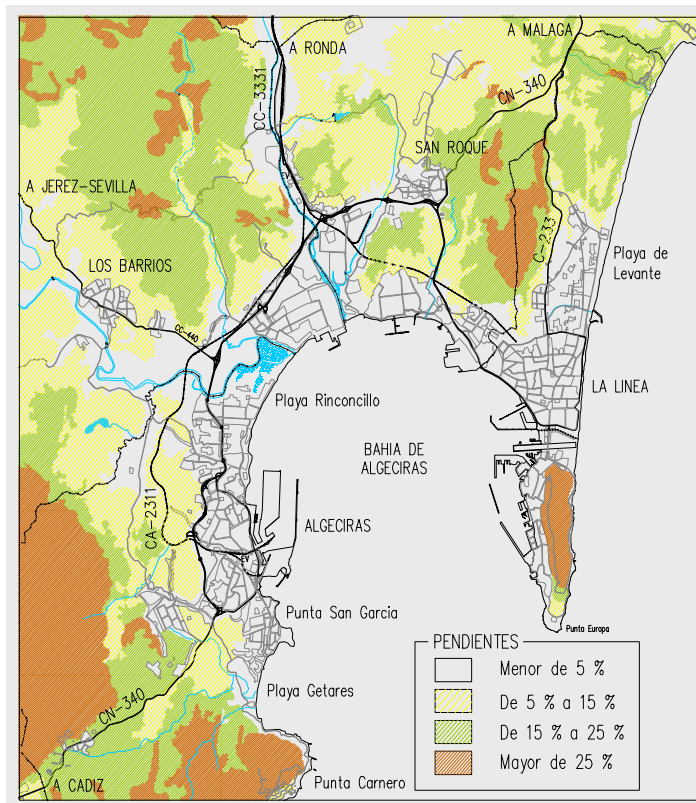 A MALAGA
A RONDA
CC-3331
CN-340
SAN ROQUE
A JEREZ-SEVILLA
C-233
Playa de
Levante
LOS BARRIOS
CC-440
LA LINEA
Playa Rinconcillo
BAHIA DE
ALGECIRAS
CA-2311
ALGECIRAS
Punta San Garcia
Punta Europa
PENDIENTES
Menor de 5 %
De 5 % a 15 %
De 15 % a 25 %
Mayor de 25 %
Playa Getares
CN-340
A CADIZ
Punta Carnero